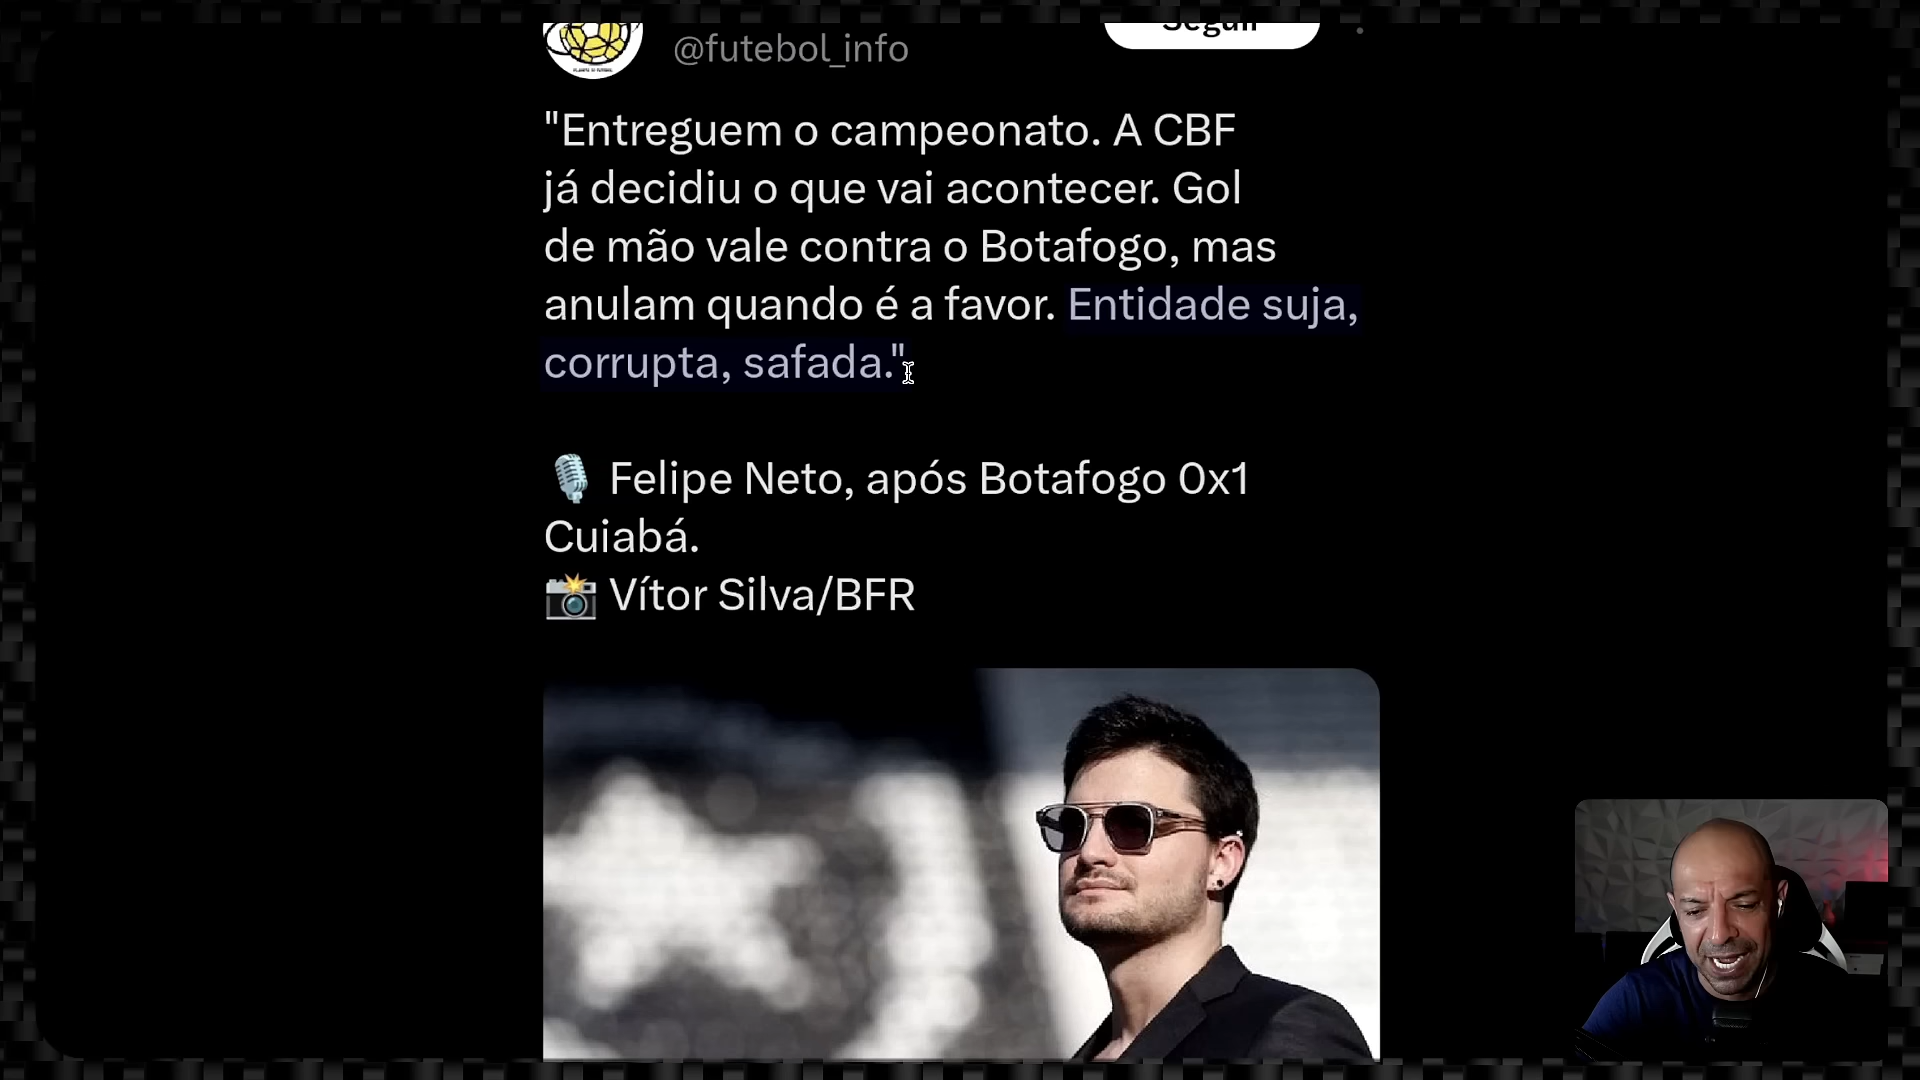 Seguir
@futebol_info
"Entreguem o campeonato. A CBF
já decidiu o que vai acontecer. Gol
de mão vale contra o Botafogo, mas
anulam quando é a favor. Entidade suja,
corrupta, safada."
Felipe Neto, após Botafogo 0x1
Cuiabá.
Vítor Silva/BFR